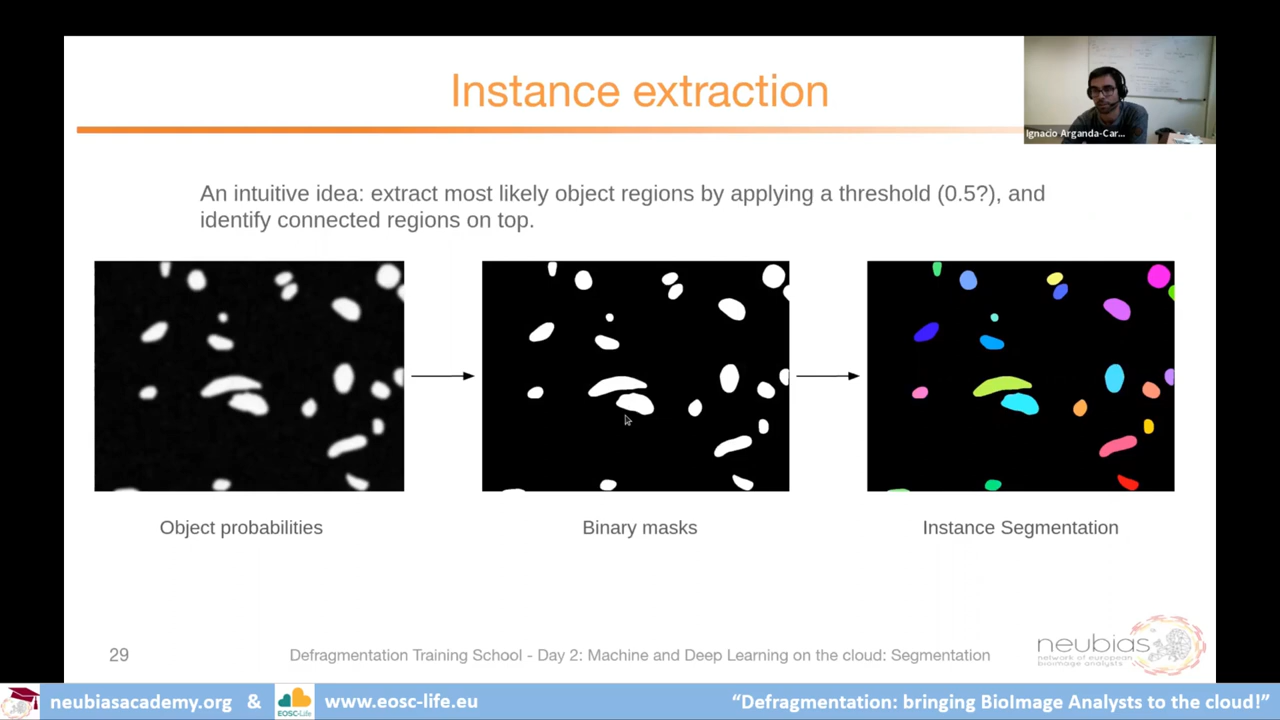 Instance extraction
Ignacio Arganda-Car...
An intuitive idea: extract most likely object regions by applying a threshold (0.5?), and
identify connected regions on top.
Object probabilities
Binary masks
Instance Segmentation
29
Defragmentation Training School - Day 2: Machine and Deep Learning on the cloud: Segmentation
neubias
network of european
bioimage analysts
neubiasacademy.org
&
EOSC-Life
www.eosc-life.eu
“Defragmentation: bringing BioImage Analysts to the cloud!”